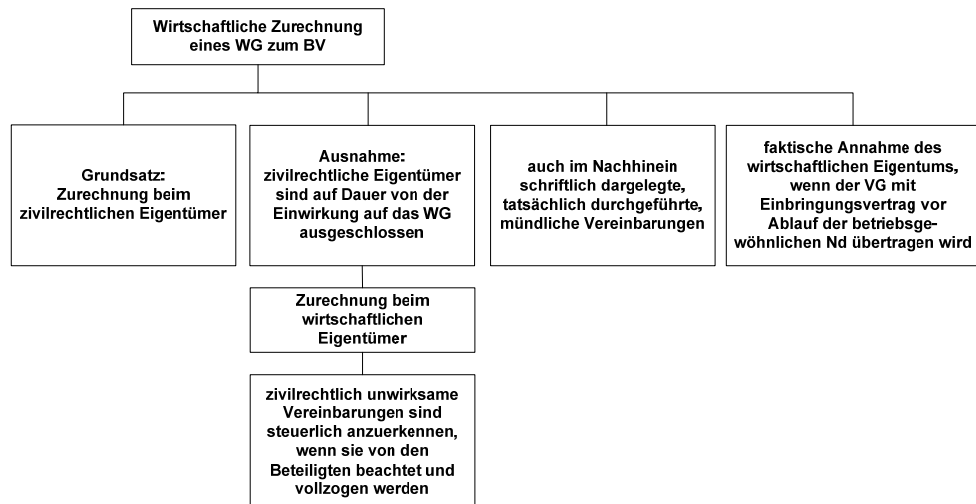 Wirtschaftliche Zurechnung
eines WG zum BV
Grundsatz:
Zurechnung beim
zivilrechtlichen Eigentümer
Ausnahme:
zivilrechtliche Eigentümer
sind auf Dauer von der
Einwirkung auf das WG
ausgeschlossen
auch im Nachhinein
schriftlich dargelegte,
tatsächlich durchgeführte,
mündliche Vereinbarungen
faktische Annahme des
wirtschaftlichen Eigentums,
wenn der VG mit
Einbringungsvertrag vor
Ablauf der betriebsge-
wöhnlichen Nd übertragen wird
Zurechnung beim
wirtschaftlichen
Eigentümer
zivilrechtlich unwirksame
Vereinbarungen sind
steuerlich anzuerkennen,
wenn sie von den
Beteiligten beachtet und
vollzogen werden